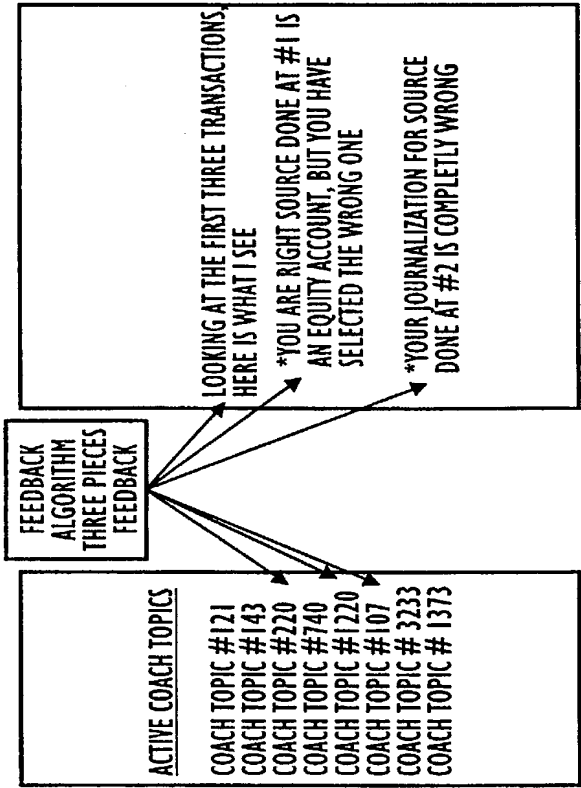 ACTIVE COACH TOPICS
COACH TOPIC #121
COACH TOPIC #143
COACH TOPIC #220
COACH TOPIC #740
COACH TOPIC #1220
COACH TOPIC #107
COACH TOPIC # 3233
COACH TOPIC # 1373
FEEDBACK
ALGORITHM
THREE PIECES
FEEDBACK
LOOKING AT THE FIRST THREE TRANSACTIONS,
HERE IS WHAT I SEE
*YOU ARE RIGHT SOURCE DONE AT #1 IS
AN EQUITY ACCOUNT, BUT YOU HAVE
SELECTED THE WRONG ONE
*YOUR JOURNALIZATION FOR SOURCE
DONE AT #2 IS COMPLETLY WRONG